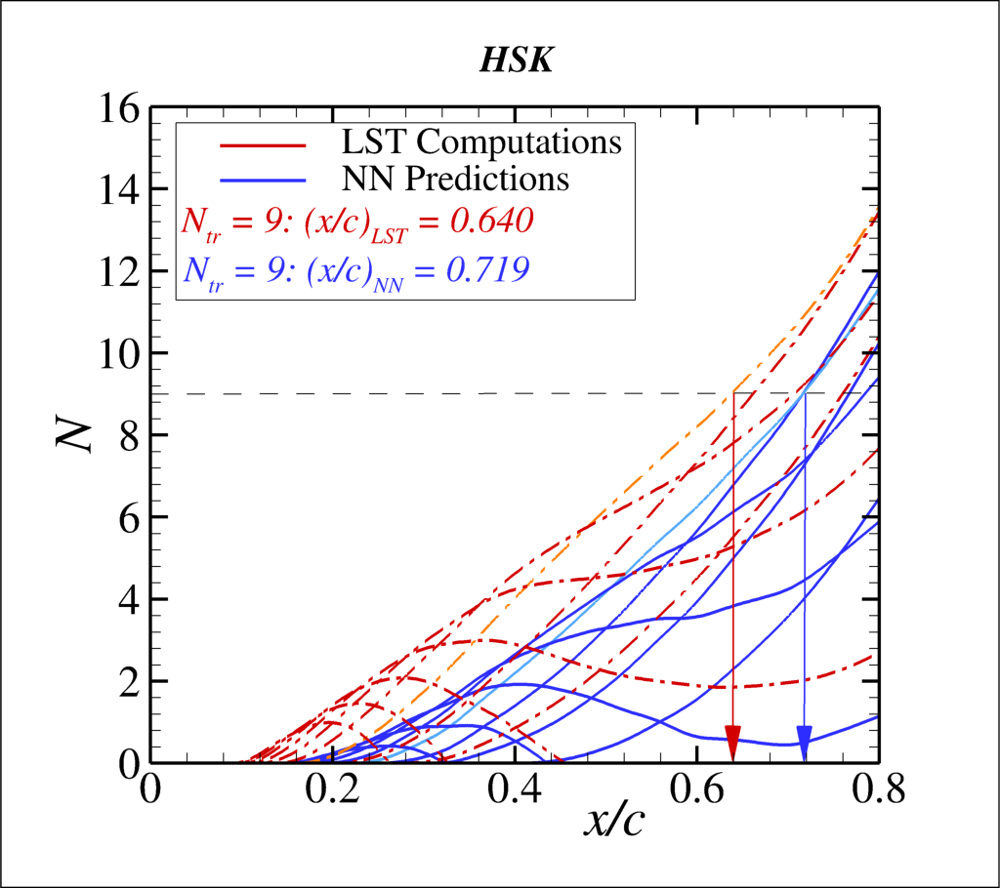 HSK
16
14
12
10
8
6
4
2
0
N
LST Computations
NN Predictions
N_tr = 9: (x/c)_LST = 0.640
N_tr = 9: (x/c)_NN = 0.719
0 0.2 0.4 0.6 0.8
x/c